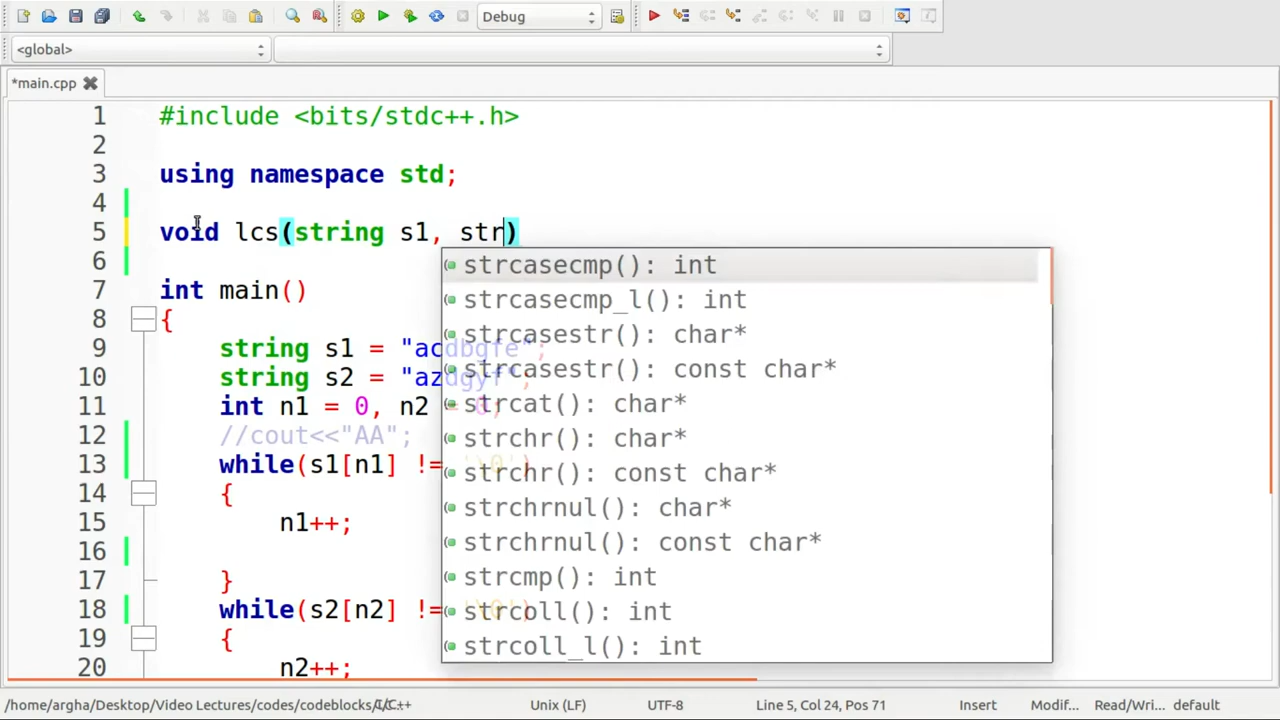 Debug
<global>
*main.cpp
1 #include <bits/stdc++.h>
2
3 using namespace std;
4
5 void lcs(string s1, str)
6
7 int main()
8 {
9 string s1 = "acdbgfe";
10 string s2 = "azdgyf";
11 int n1 = 0, n2 = 0;
12 //cout<<"AA";
13 while(s1[n1] != '\0')
14 {
15 n1++;
16
17 }
18 while(s2[n2] != '\0')
19 {
20 n2++;
strcasecmp(): int
strcasecmp_l(): int
strcasestr(): char*
strcasestr(): const char*
strcat(): char*
strchr(): char*
strchr(): const char*
strchrnul(): char*
strchrnul(): const char*
strcmp(): int
strcoll(): int
strcoll_l(): int
/home/argha/Desktop/Video Lectures/codes/codeblocks/ C/C++ Unix (LF) UTF-8 Line 5, Col 24, Pos 71 Insert Modif... Read/Wri... default